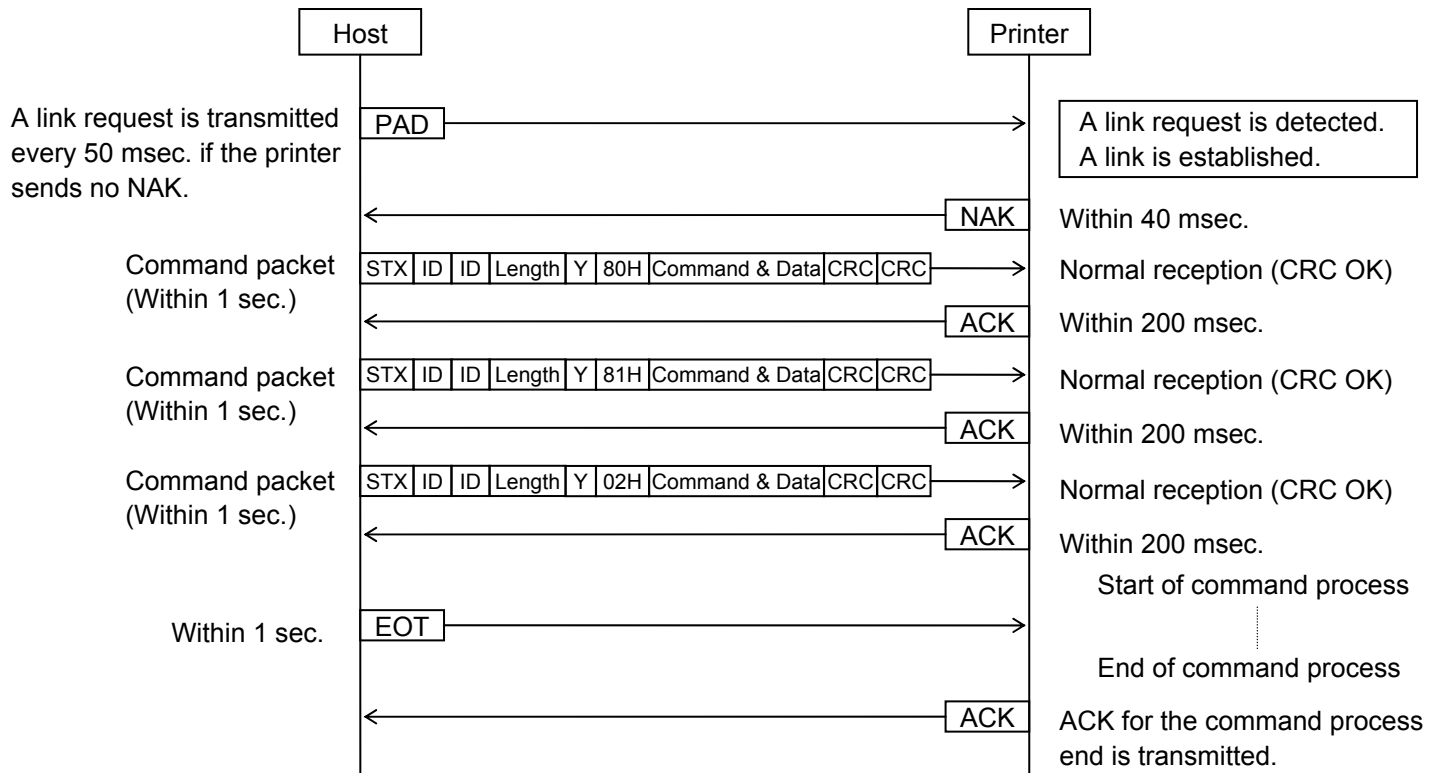 Host
Printer
A link request is transmitted
every 50 msec. if the printer
sends no NAK.
PAD
A link request is detected.
A link is established.
NAK
Within 40 msec.
Command packet
(Within 1 sec.)
STX ID ID Length Y 80H Command & Data CRC CRC
Normal reception (CRC OK)
ACK
Within 200 msec.
Command packet
(Within 1 sec.)
STX ID ID Length Y 81H Command & Data CRC CRC
Normal reception (CRC OK)
ACK
Within 200 msec.
Command packet
(Within 1 sec.)
STX ID ID Length Y 02H Command & Data CRC CRC
Normal reception (CRC OK)
ACK
Within 200 msec.
Start of command process
Within 1 sec.
EOT
End of command process
ACK
ACK for the command process
end is transmitted.